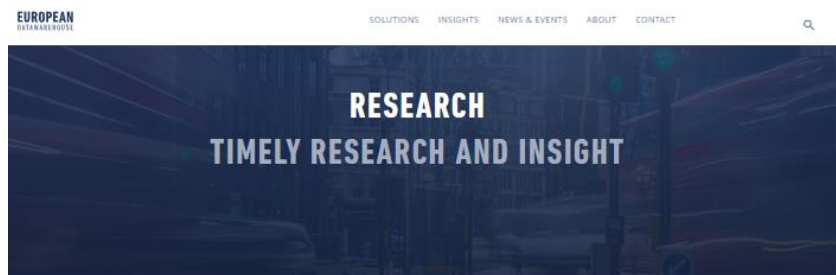 EUROPEAN
DATAWAREHOUSE
SOLUTIONS INSIGHTS NEWS & EVENTS ABOUT CONTACT
RESEARCH
TIMELY RESEARCH AND INSIGHT